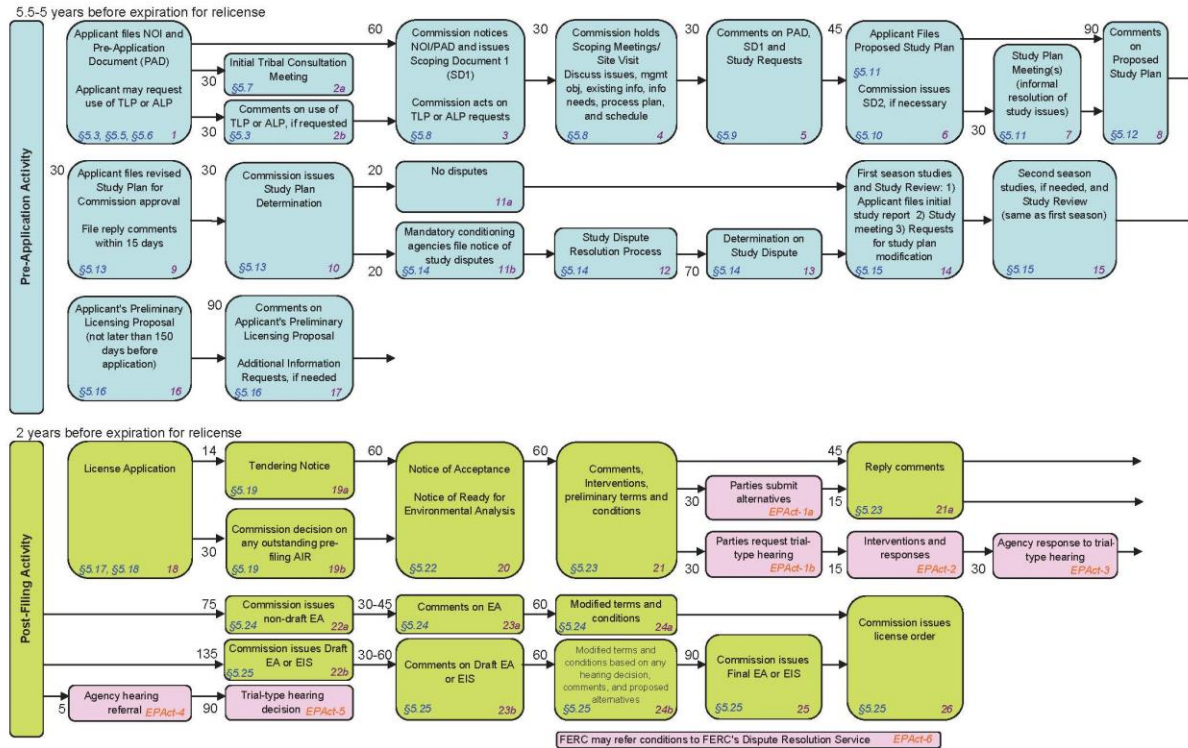 5.5-5 years before expiration for relicense
Pre-Application Activity
Applicant files NOI and
Pre-Application
Document (PAD)
Applicant may request
use of TLP or ALP
§5.3, §5.5, §5.6 1
30
Initial Tribal Consultation
Meeting
§5.7 2a
30
Comments on use of
TLP or ALP, if requested
§5.3 2b
60
Commission notices
NOI/PAD and issues
Scoping Document 1
(SD1)
Commission acts on
TLP or ALP requests
§5.8 3
30
Commission holds
Scoping Meetings/
Site Visit
Discuss issues, mgmt
obj, existing info, info
needs, process plan,
and schedule
§5.8 4
30
Comments on PAD,
SD1 and
Study Requests
§5.9 5
45
Applicant Files
Proposed Study Plan
§5.11
Commission issues
SD2, if necessary
§5.10 6
30
Study Plan
Meeting(s)
(informal
resolution of
study issues)
§5.11 7
90
Comments
on
Proposed
Study Plan
§5.12 8
30
Applicant files revised
Study Plan for
Commission approval
File reply comments
within 15 days
§5.13 9
30
Commission issues
Study Plan
Determination
§5.13 10
20
No disputes
11a
20
Mandatory conditioning
agencies file notice of
study disputes
§5.14 11b
Study Dispute
Resolution Process
§5.14 12
70
Determination on
Study Dispute
§5.14 13
First season studies
and Study Review: 1)
Applicant files initial
study report 2) Study
meeting 3) Requests
for study plan
modification
§5.15 14
Second season
studies, if needed, and
Study Review
(same as first season)
§5.15 15
Applicant's Preliminary
Licensing Proposal
(not later than 150
days before
application)
§5.16 16
90
Comments on
Applicant's Preliminary
Licensing Proposal
Additional Information
Requests, if needed
§5.16 17
2 years before expiration for relicense
Post-Filing Activity
License Application
§5.17, §5.18 18
14
Tendering Notice
§5.19 19a
30
Commission decision on
any outstanding pre-
filing AIR
§5.19 19b
60
Notice of Acceptance
Notice of Ready for
Environmental Analysis
§5.22 20
60
Comments,
Interventions,
preliminary terms and
conditions
§5.23 21
30
Parties submit
alternatives
EPAct-1a
30
Parties request trial-
type hearing
EPAct-1b
45
15
Reply comments
§5.23 21a
15
Interventions and
responses
EPAct-2
30
Agency response to trial-
type hearing
EPAct-3
75
Commission issues
non-draft EA
§5.24 22a
30-45
Comments on EA
§5.24 23a
60
Modified terms and
conditions
§5.24 24a
135
Commission issues Draft
EA or EIS
§5.25 22b
30-60
Comments on Draft EA
or EIS
§5.25 23b
60
Modified terms and
conditions based on any
hearing decision,
comments, and proposed
alternatives
§5.25 24b
90
Commission issues
Final EA or EIS
§5.25 25
Commission issues
license order
§5.25 26
5
Agency hearing
referral
EPAct-4
90
Trial-type hearing
decision
EPAct-5
FERC may refer conditions to FERC's Dispute Resolution Service EPAct-6